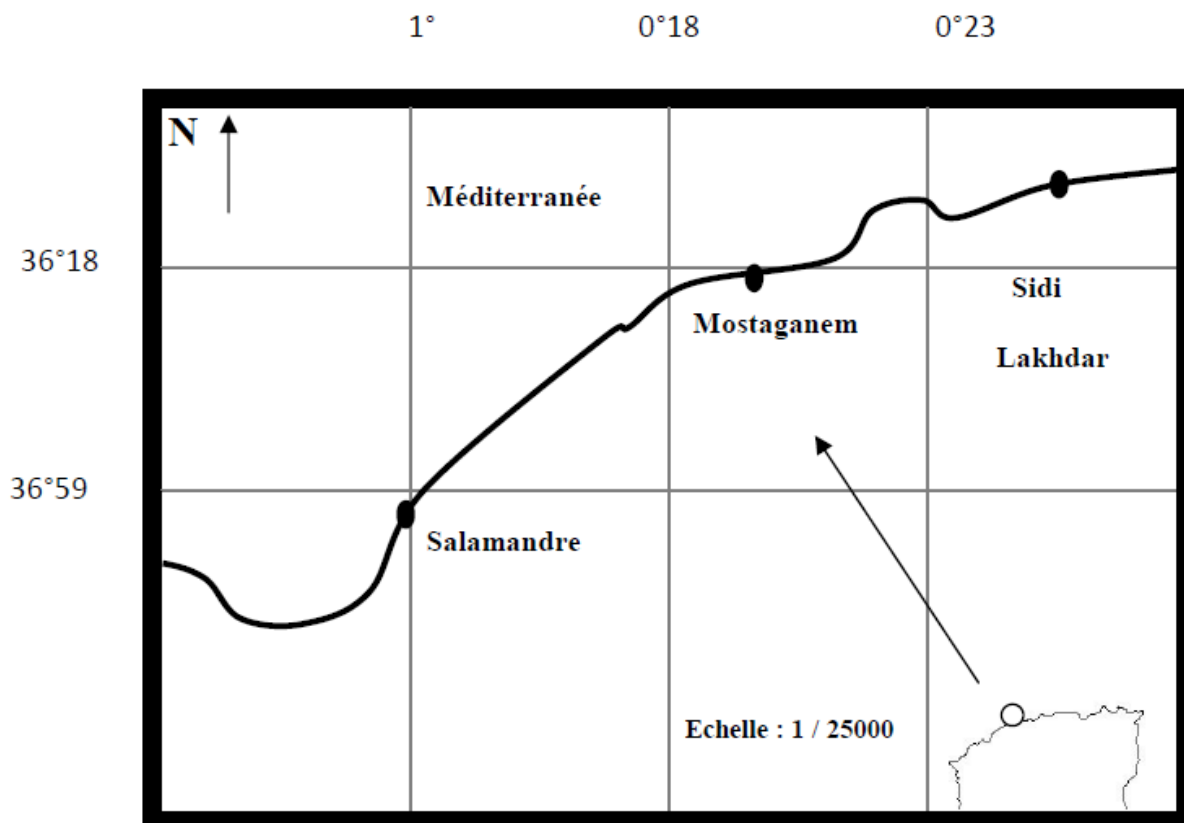 1°
0°18
0°23
N
Méditerranée
36°18
Sidi
Mostaganem
Lakhdar
36°59
Salamandre
Echelle : 1 / 25000